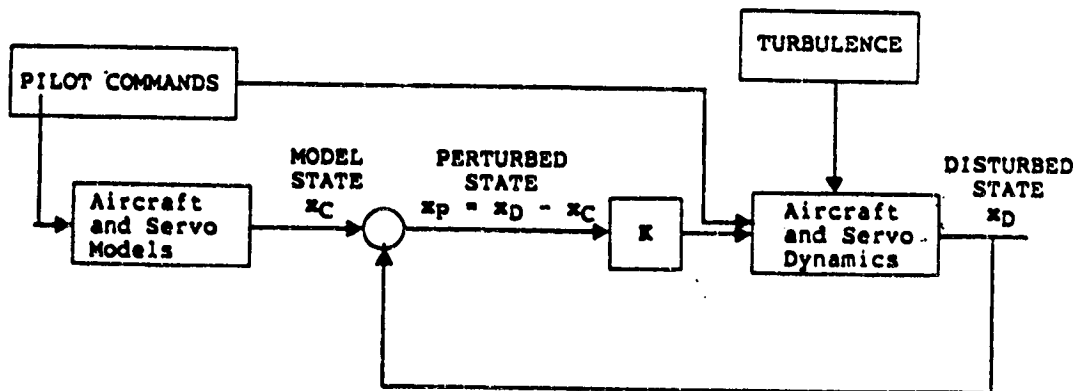 TURBULENCE
PILOT COMMANDS
MODEL
STATE
x_C
PERTURBED
STATE
x_P = x_D - x_C
DISTURBED
STATE
x_D
Aircraft
and Servo
Models
K
Aircraft
and Servo
Dynamics